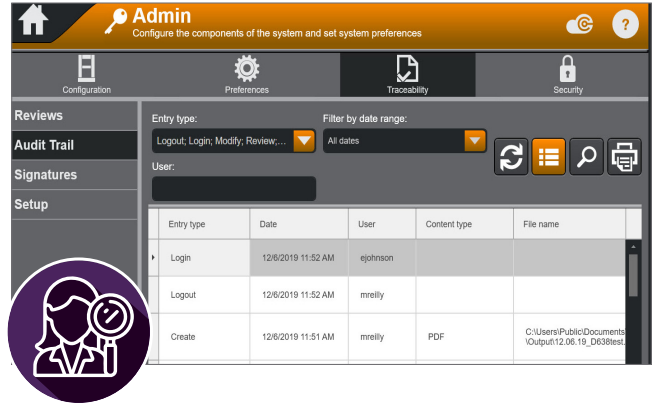 Admin
Configure the components of the system and set system preferences
?
Configuration
Preferences
Traceability
Security
Reviews
Audit Trail
Signatures
Setup
Entry type:
Filter by date range:
Logout; Login; Modify; Review;...
All dates
User:
Entry type Date User Content type File name
Login 12/6/2019 11:52 AM ejohnson
Logout 12/6/2019 11:52 AM mreilly
Create 12/6/2019 11:51 AM mreilly PDF C:\Users\Public\Documents
\Output\12.06.19_D638test.